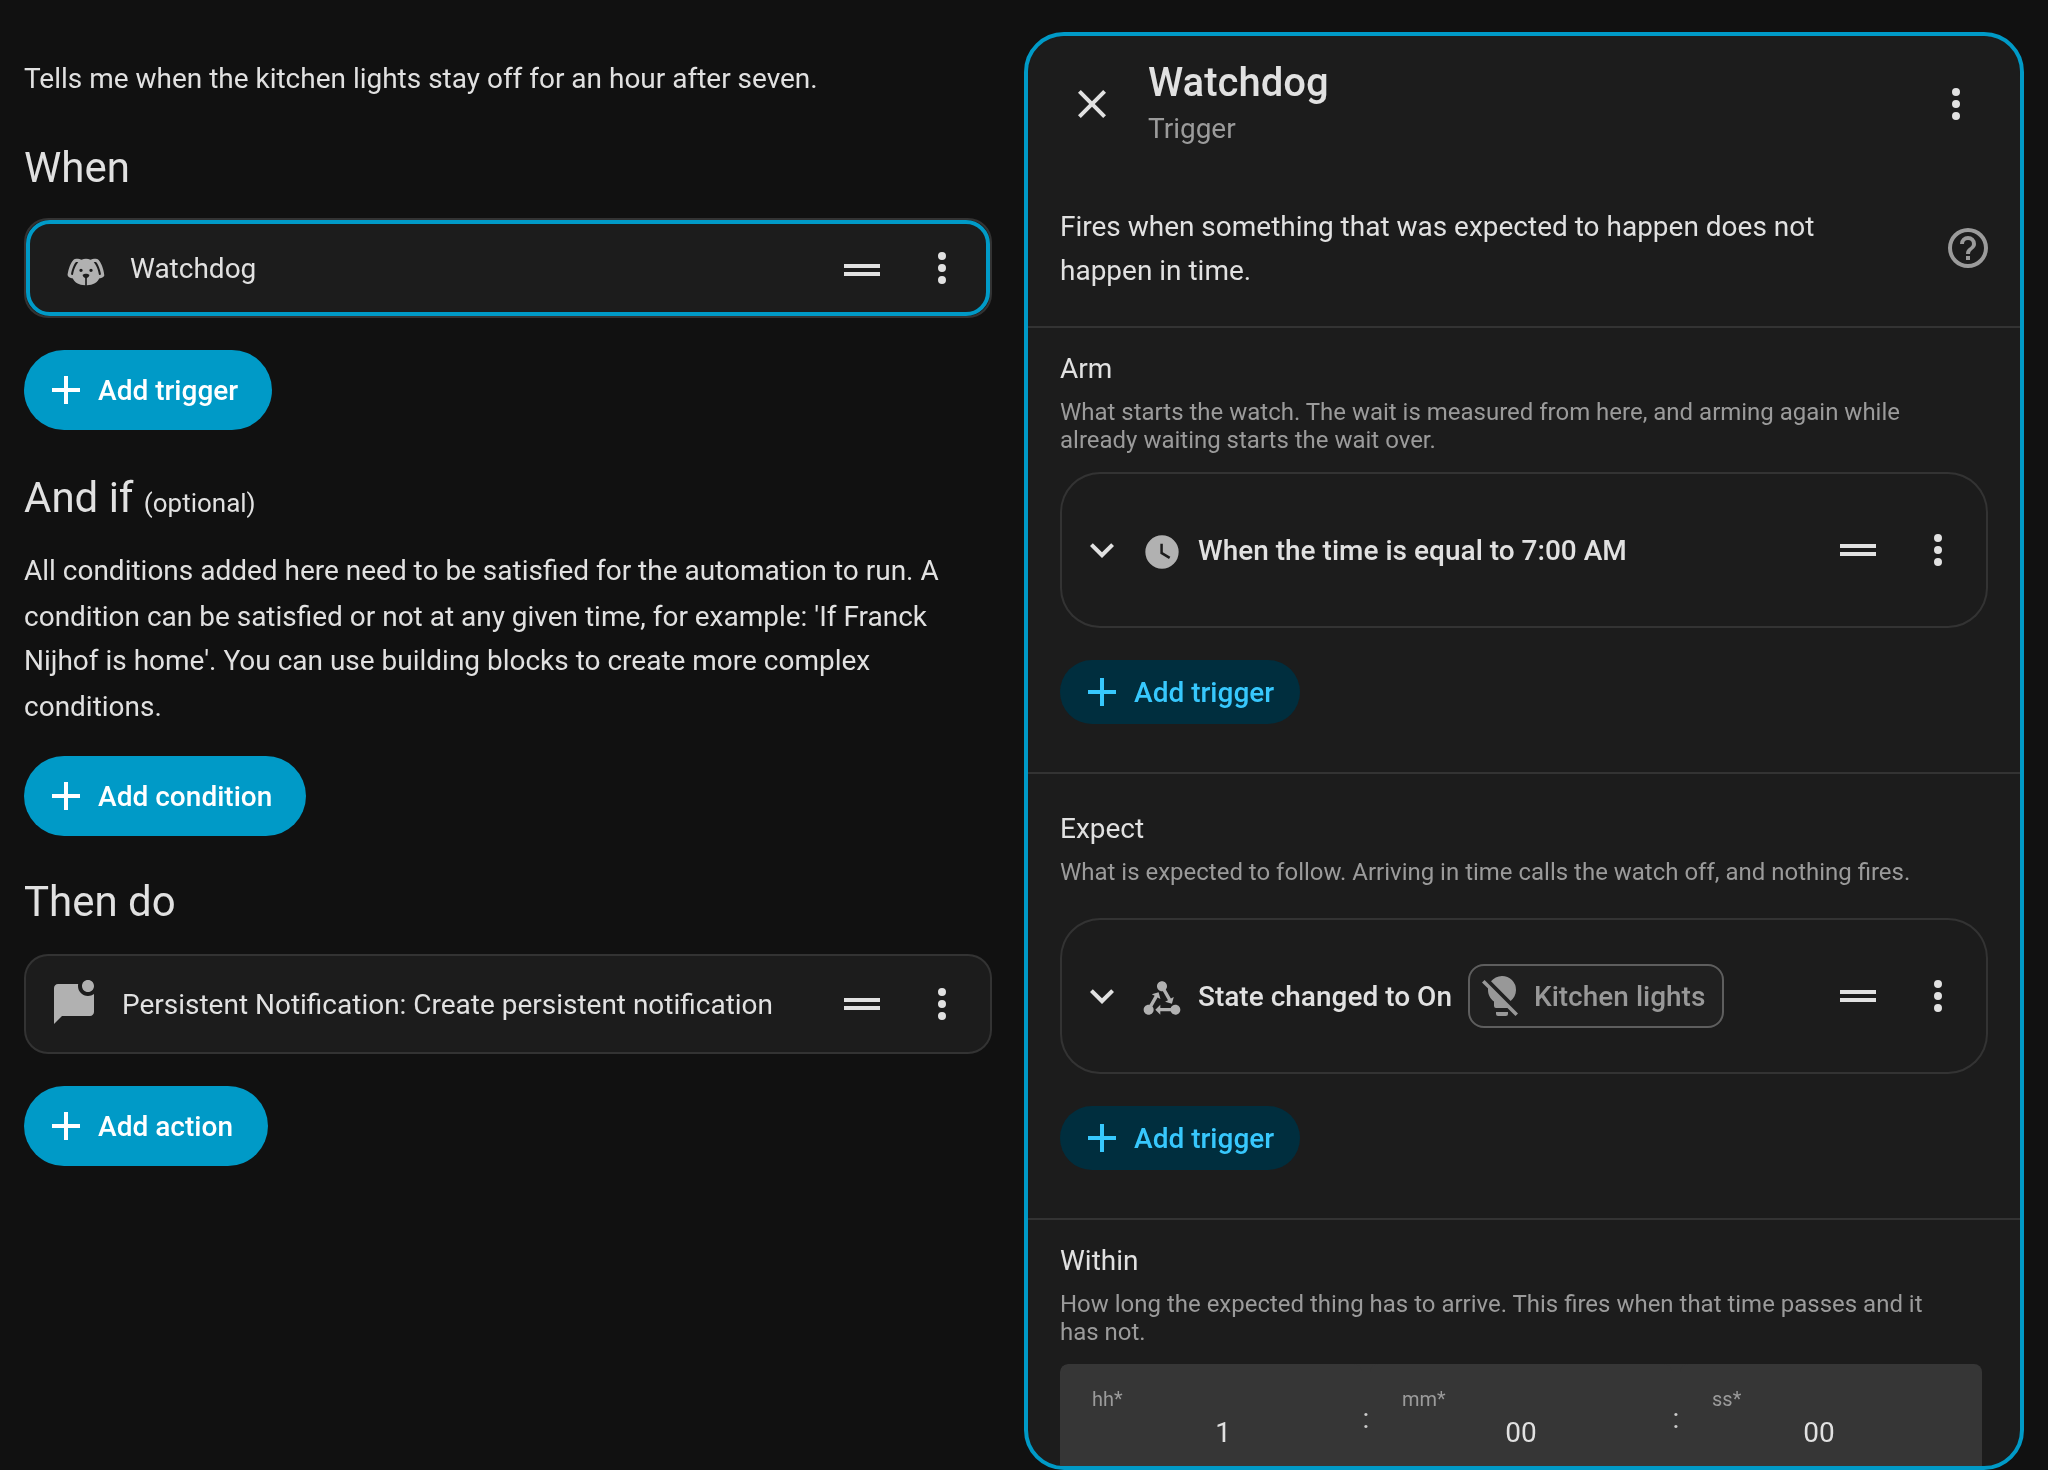 Tells me when the kitchen lights stay off for an hour after seven.
When
Watchdog
Add trigger
And if (optional)
All conditions added here need to be satisfied for the automation to run. A
condition can be satisfied or not at any given time, for example: 'If Franck
Nijhof is home'. You can use building blocks to create more complex
conditions.
Add condition
Then do
Persistent Notification: Create persistent notification
Add action
Watchdog
Trigger
Fires when something that was expected to happen does not
happen in time.
Arm
What starts the watch. The wait is measured from here, and arming again while
already waiting starts the wait over.
When the time is equal to 7:00 AM
Add trigger
Expect
What is expected to follow. Arriving in time calls the watch off, and nothing fires.
State changed to On Kitchen lights
Add trigger
Within
How long the expected thing has to arrive. This fires when that time passes and it
has not.
hh* mm* ss*
1 : 00 : 00